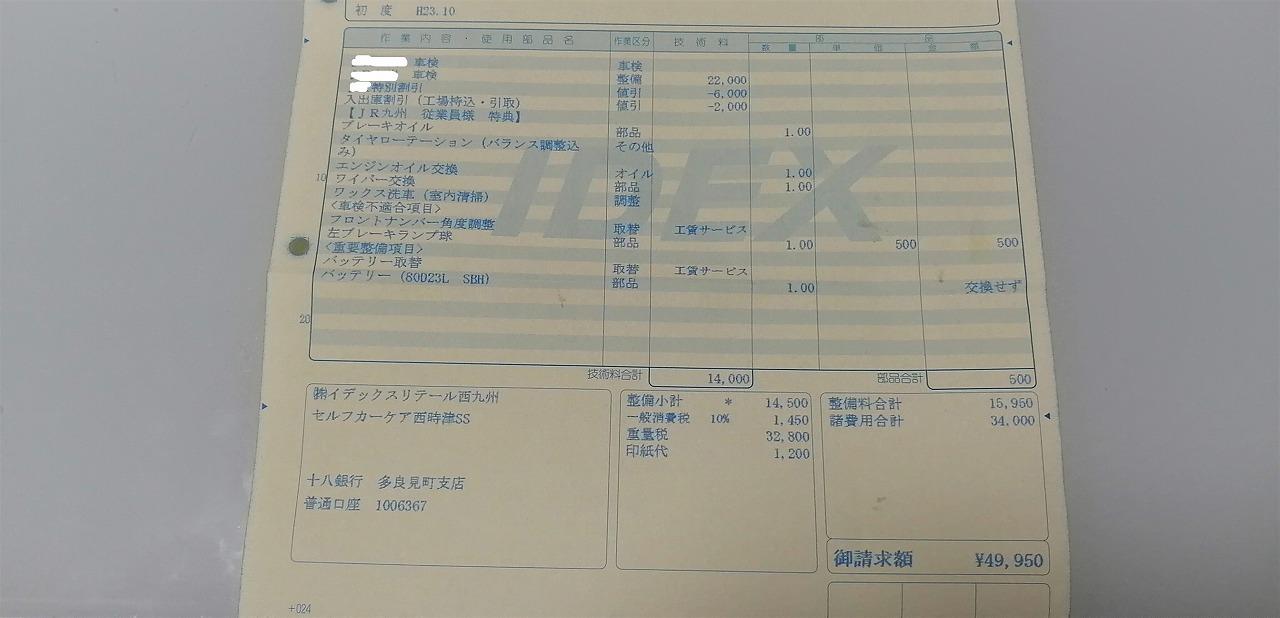 初度 H23.10
作業内容・使用部品名 作業区分 技術料 部品
数量 単価 金額
車検 車検
車検 整備 22,000
特別割引 値引 -6,000
入出庫割引（工場持込・引取） 値引 -2,000
【ＪＲ九州 従業員様 特典】
ブレーキオイル 部品 1.00
タイヤローテーション（バランス調整込 その他
み）
エンジンオイル交換 オイル 1.00
10 ワイパー交換 部品 1.00
ワックス洗車（室内清掃） 調整
〈車検不適合項目〉
フロントナンバー角度調整 取替 工賃サービス
左ブレーキランプ球 部品 1.00 500 500
〈重要整備項目〉
バッテリー取替 取替 工賃サービス
バッテリー（80D23L SBH） 部品 1.00 交換せず
20
IDEX
技術料合計 14,000 部品合計 500
㈱イデックスリテール西九州
セルフカーケア西時津SS
十八銀行 多良見町支店
普通口座 1006367
整備小計 * 14,500
一般消費税 10% 1,450
重量税 32,800
印紙代 1,200
整備料合計 15,950
諸費用合計 34,000
御請求額 ¥49,950
+024